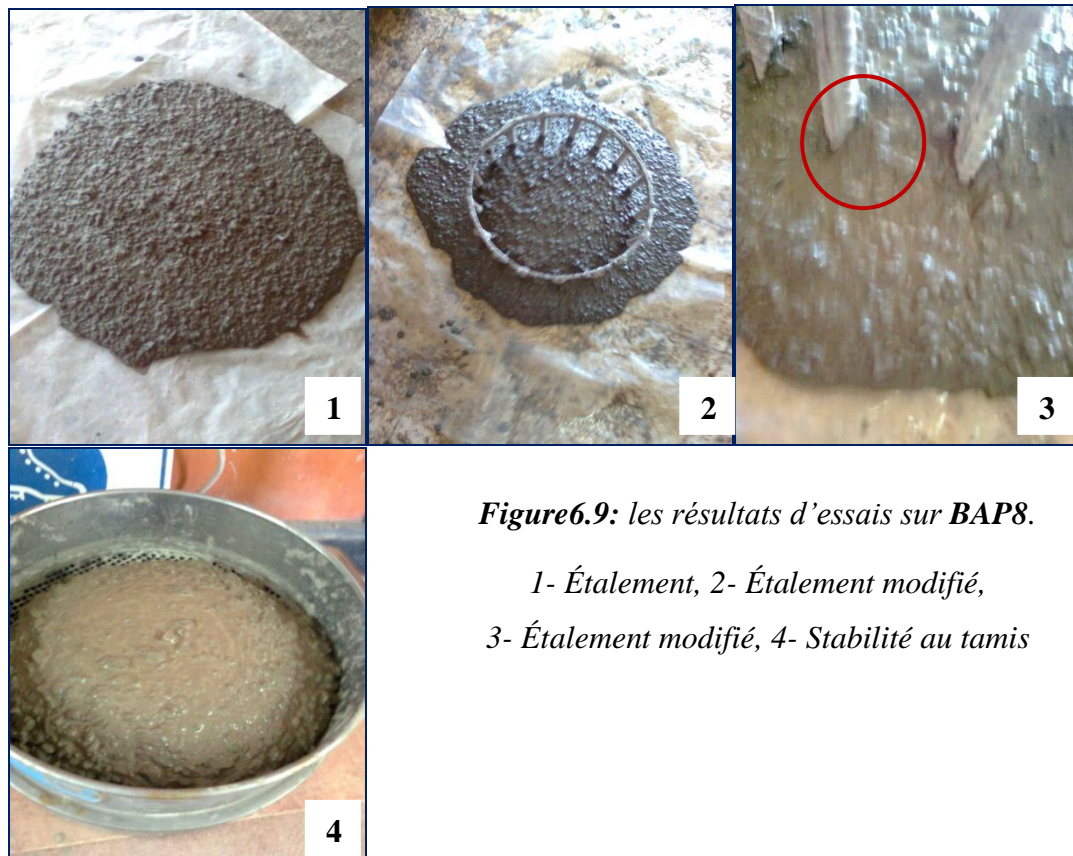 1
2
3
4
Figure6.9: les résultats d’essais sur BAP8.
1- Étalement, 2- Étalement modifié,
3- Étalement modifié, 4- Stabilité au tamis